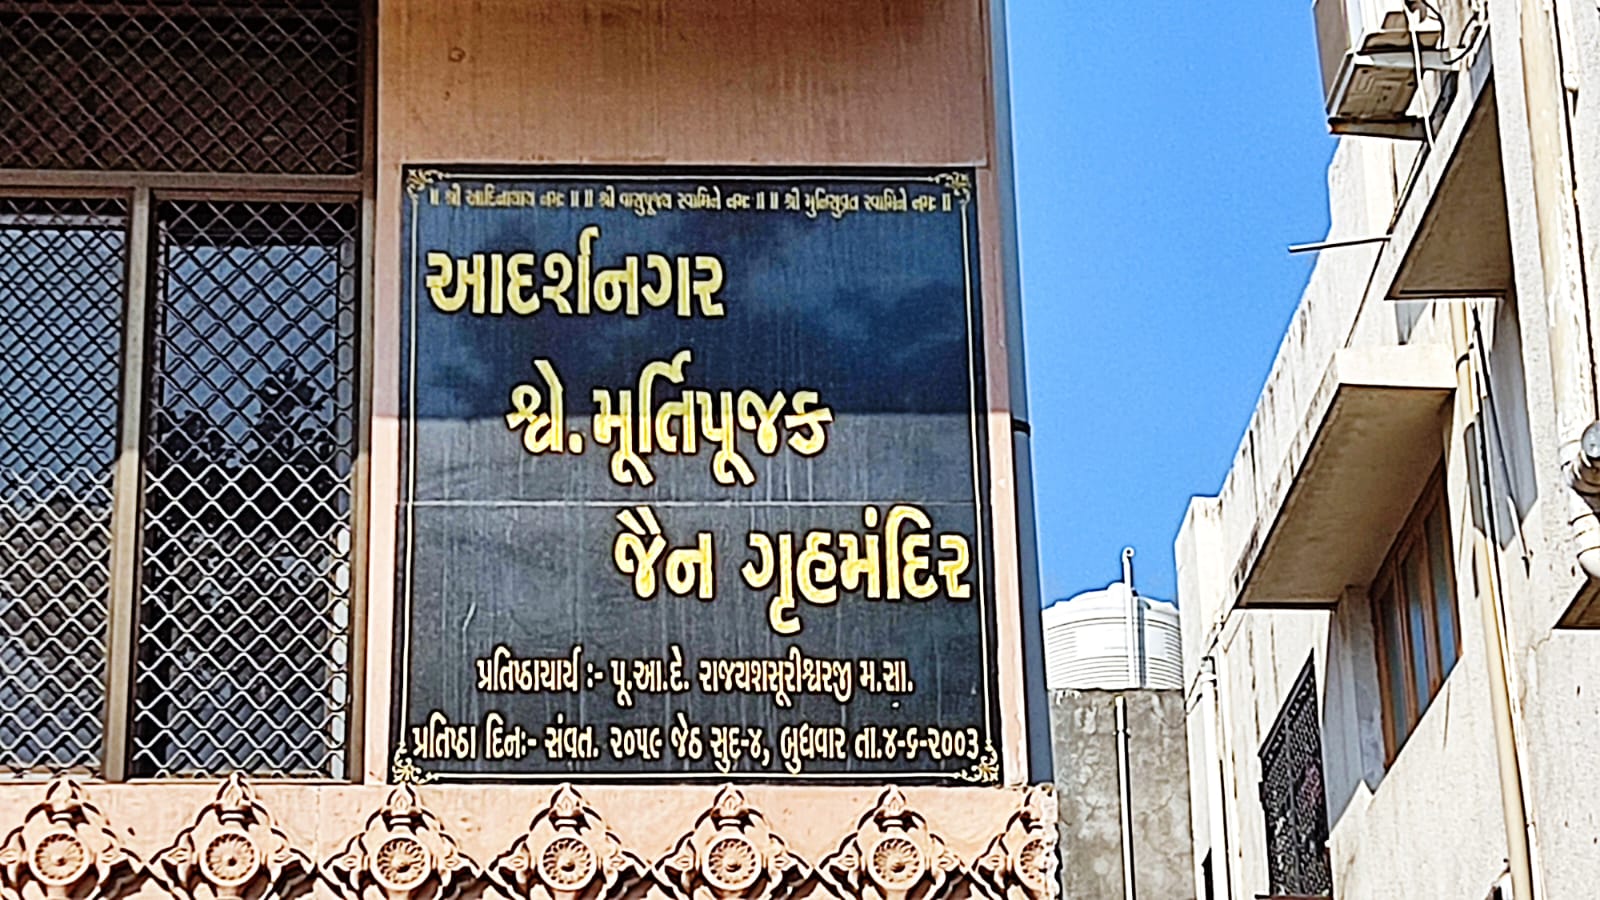 ॥ શ્રી આદિનાથાય નમઃ ॥ ॥ શ્રી વાસુપૂજ્ય સ્વામિને નમઃ ॥ ॥ શ્રી મુનિસુવ્રત સ્વામિને નમઃ ॥
આદર્શનગર
શ્વે. મૂર્તિપૂજક
જૈન ગૃહમંદિર
પ્રતિષ્ઠાચાર્ય :- પૂ.આ.દે. રાજયશસૂરીશ્વરજી મ.સા.
પ્રતિષ્ઠા દિનઃ- સંવત. ૨૦૫૯ જેઠ સુદ-૪, બુધવાર તા.૪-૬-૨૦૦૩